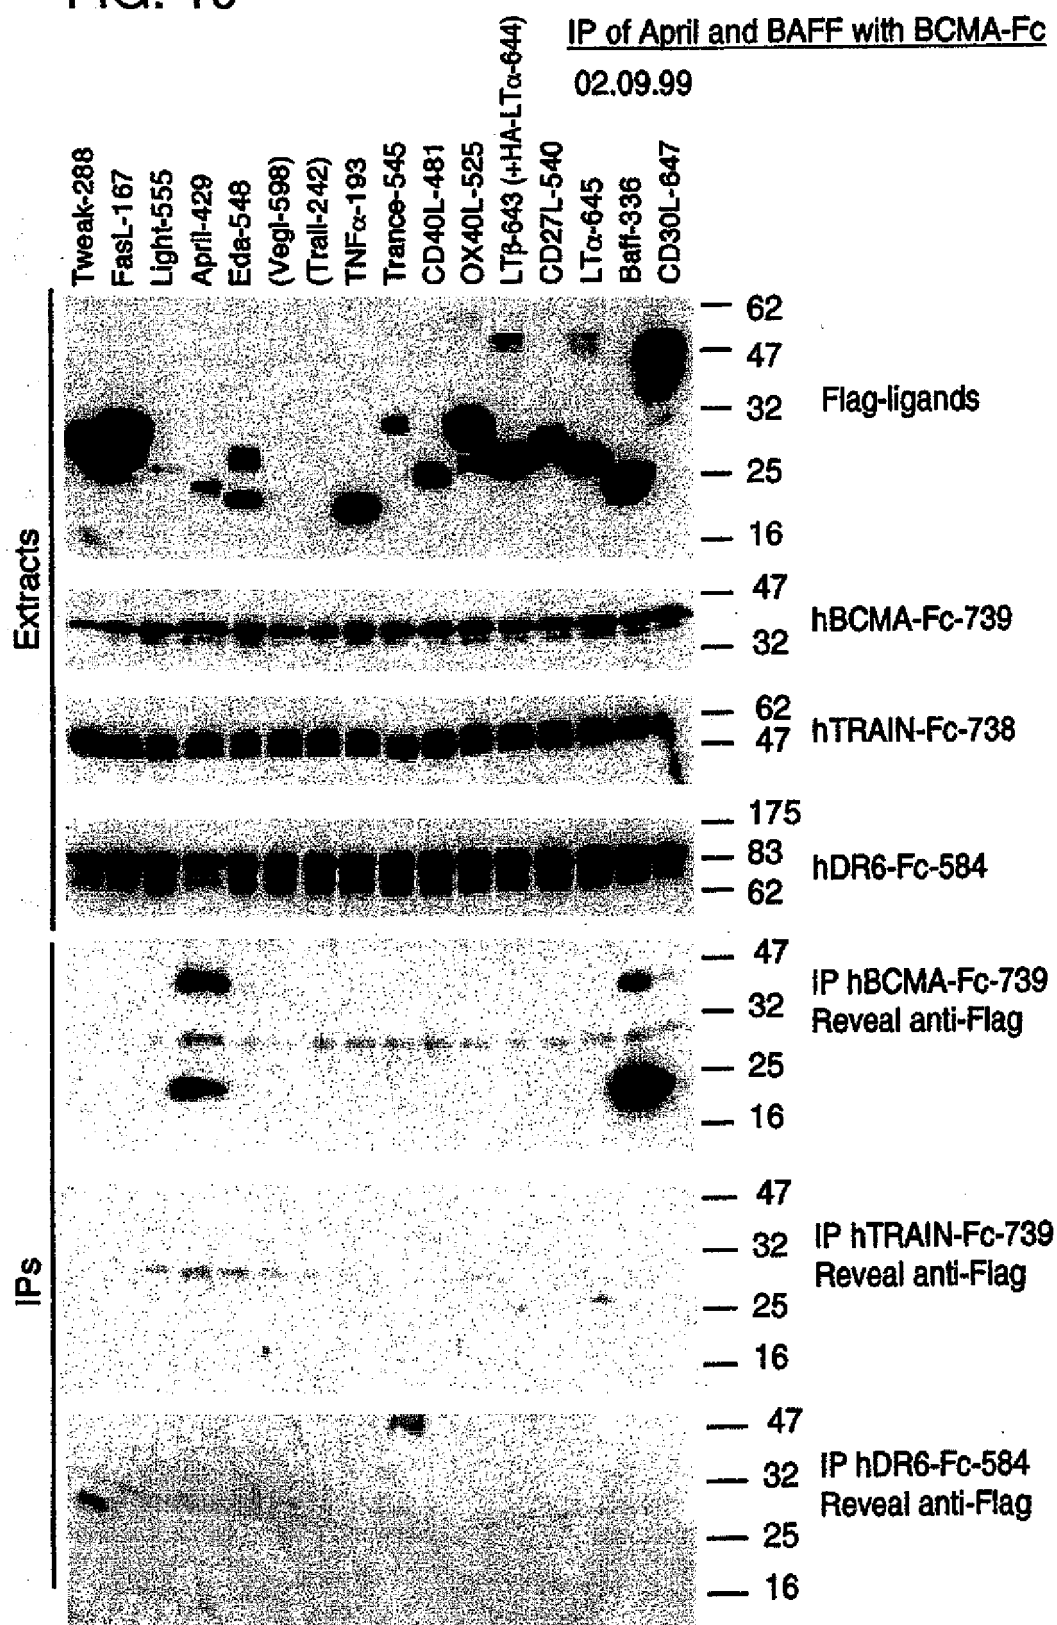 FIG. 10
IP of April and BAFF with BCMA-Fc
02.09.99
Tweak-288
FasL-167
Light-555
April-429
Eda-548
(Vegl-598)
(Trail-242)
TNFα-193
Trance-545
CD40L-481
OX40L-525
LTβ-643 (+HA-LTα-644)
CD27L-540
LTα-645
Baff-336
CD30L-647
Extracts
62
47
32
25
16
Flag-ligands
47
32
hBCMA-Fc-739
62
47
hTRAIN-Fc-738
175
83
62
hDR6-Fc-584
IPs
47
32
25
16
IP hBCMA-Fc-739
Reveal anti-Flag
47
32
25
16
IP hTRAIN-Fc-739
Reveal anti-Flag
47
32
25
16
IP hDR6-Fc-584
Reveal anti-Flag